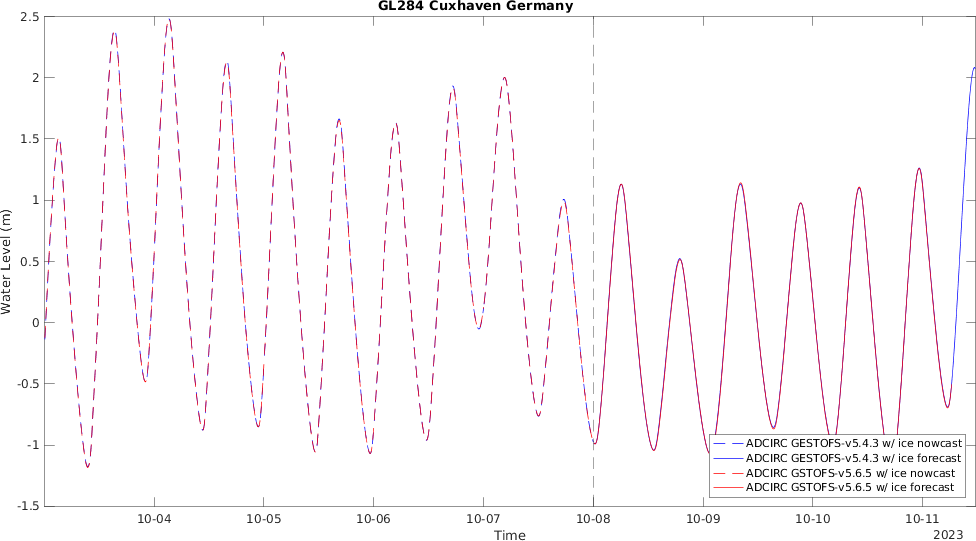 GL284 Cuxhaven Germany
2.5
2
1.5
1
0.5
0
-0.5
-1
-1.5
Water Level (m)
10-04 10-05 10-06 10-07 10-08 10-09 10-10 10-11
Time
2023
ADCIRC GESTOFS-v5.4.3 w/ ice nowcast
ADCIRC GESTOFS-v5.4.3 w/ ice forecast
ADCIRC GSTOFS-v5.6.5 w/ ice nowcast
ADCIRC GSTOFS-v5.6.5 w/ ice forecast